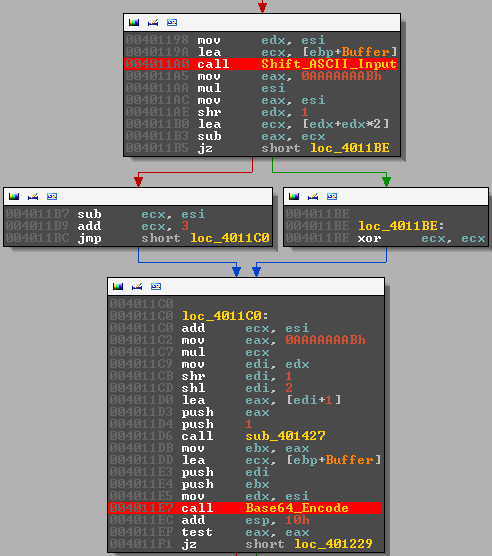 00401198 mov edx, esi
0040119A lea ecx, [ebp+Buffer]
004011A0 call Shift_ASCII_Input
004011A5 mov eax, 0AAAAAAABh
004011AA mul esi
004011AC mov eax, esi
004011AE shr edx, 1
004011B0 lea ecx, [edx+edx*2]
004011B3 sub eax, ecx
004011B5 jz short loc_4011BE
004011B7 sub ecx, esi
004011B9 add ecx, 3
004011BC jmp short loc_4011C0
004011BE
004011BE loc_4011BE:
004011BE xor ecx, ecx
004011C0
004011C0 loc_4011C0:
004011C0 add ecx, esi
004011C2 mov eax, 0AAAAAAABh
004011C7 mul ecx
004011C9 mov edi, edx
004011CB shr edi, 1
004011CD shl edi, 2
004011D0 lea eax, [edi+1]
004011D3 push eax
004011D4 push 1
004011D6 call sub_401427
004011DB mov ebx, eax
004011DD lea ecx, [ebp+Buffer]
004011E3 push edi
004011E4 push ebx
004011E5 mov edx, esi
004011E7 call Base64_Encode
004011EC add esp, 10h
004011EF test eax, eax
004011F1 jz short loc_401229